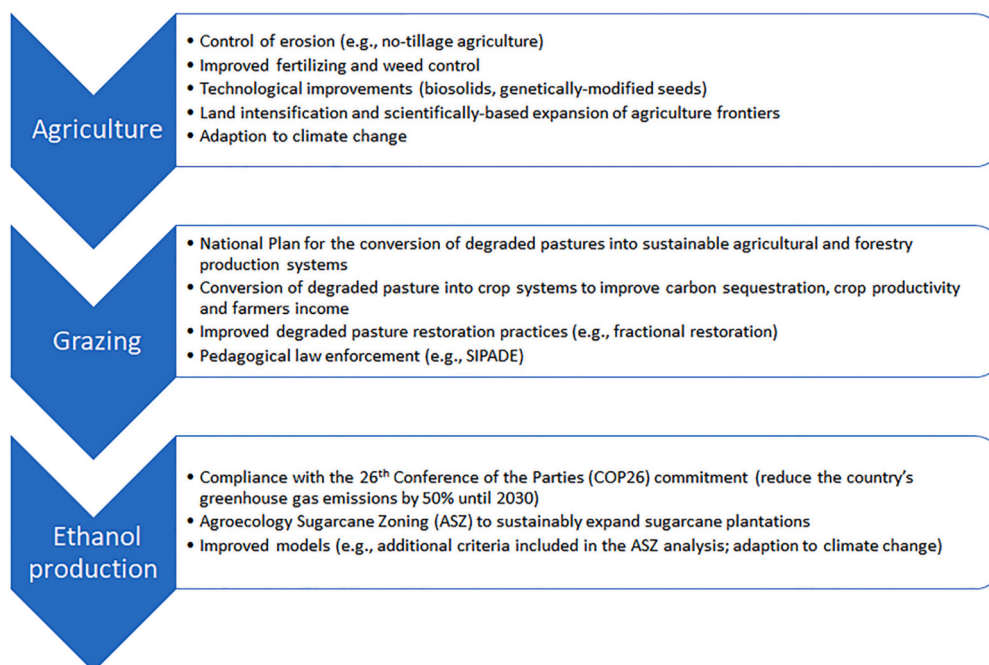 Agriculture
• Control of erosion (e.g., no-tillage agriculture)
• Improved fertilizing and weed control
• Technological improvements (biosolids, genetically-modified seeds)
• Land intensification and scientifically-based expansion of agriculture frontiers
• Adaption to climate change
Grazing
• National Plan for the conversion of degraded pastures into sustainable agricultural and forestry
production systems
• Conversion of degraded pasture into crop systems to improve carbon sequestration, crop productivity
and farmers income
• Improved degraded pasture restoration practices (e.g., fractional restoration)
• Pedagogical law enforcement (e.g., SIPADE)
Ethanol
production
• Compliance with the 26th Conference of the Parties (COP26) commitment (reduce the country's
greenhouse gas emissions by 50% until 2030)
• Agroecology Sugarcane Zoning (ASZ) to sustainably expand sugarcane plantations
• Improved models (e.g., additional criteria included in the ASZ analysis; adaption to climate change)